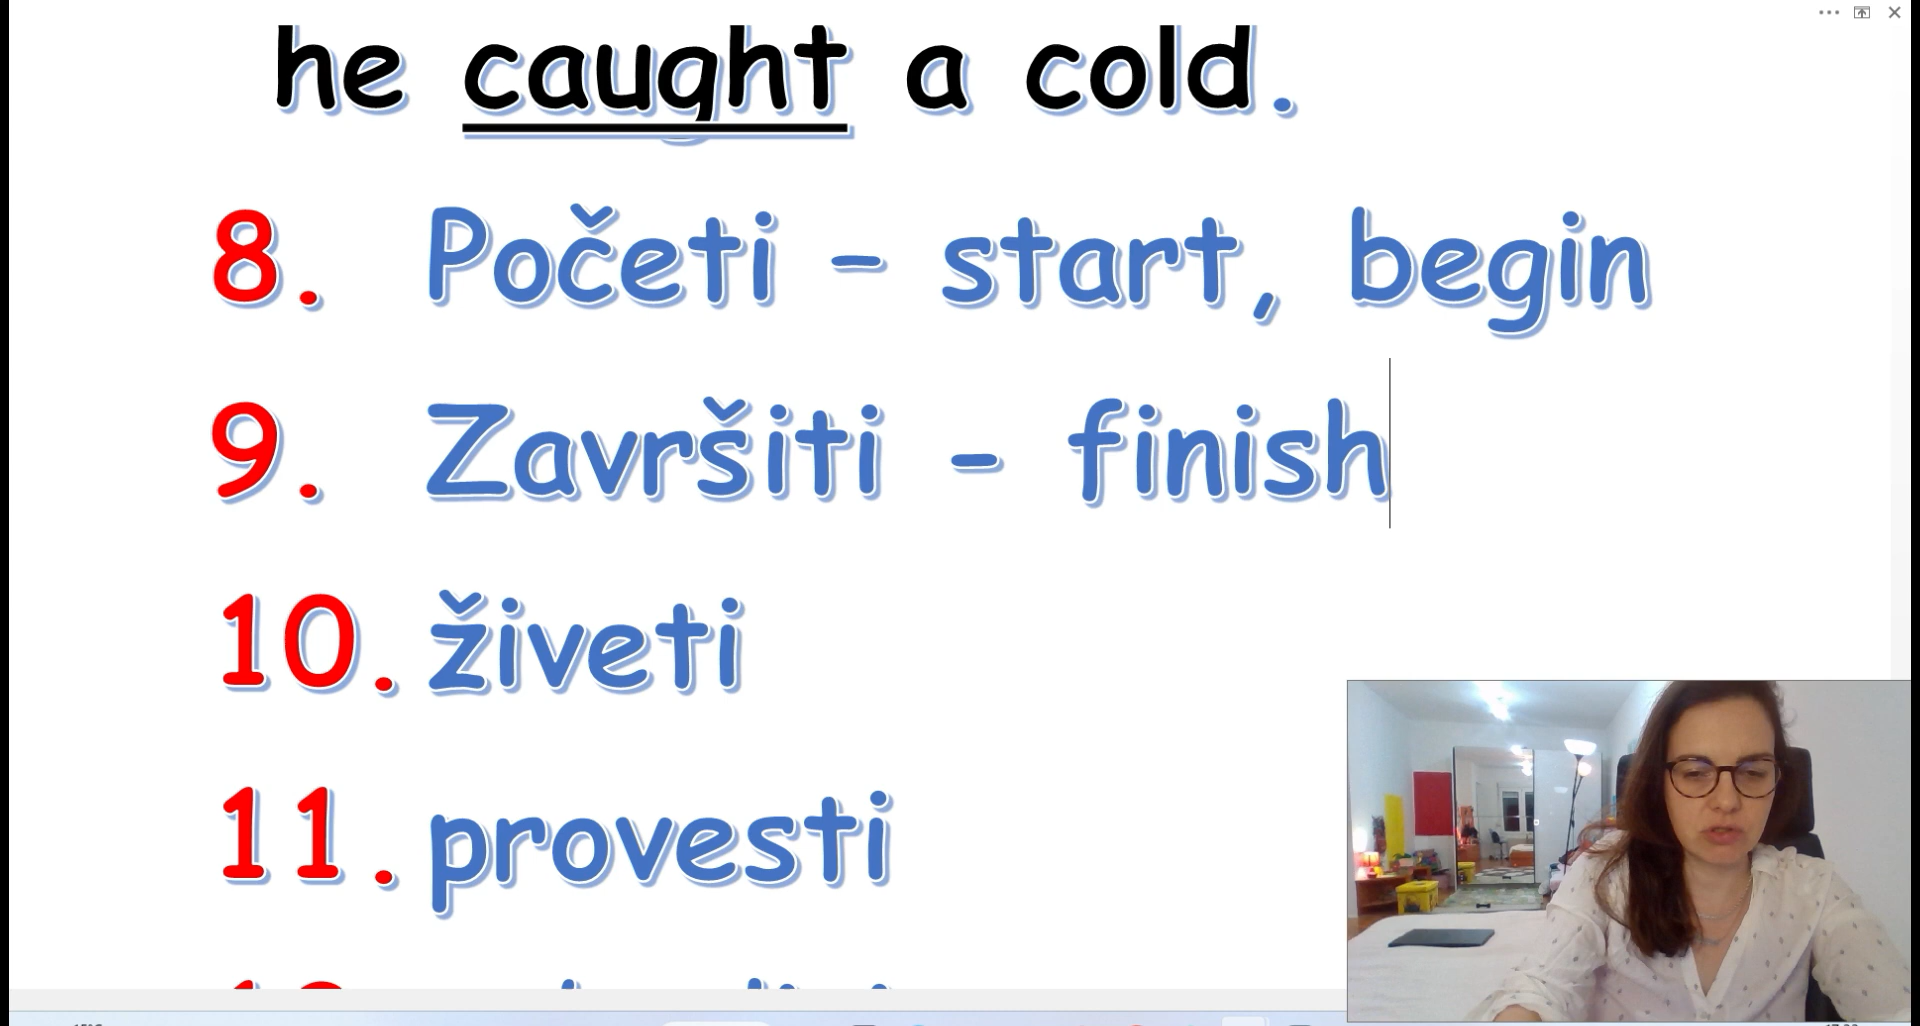 he caught a cold.
8. Početi - start, begin
9. Završiti - finish
10. živeti
11. provesti